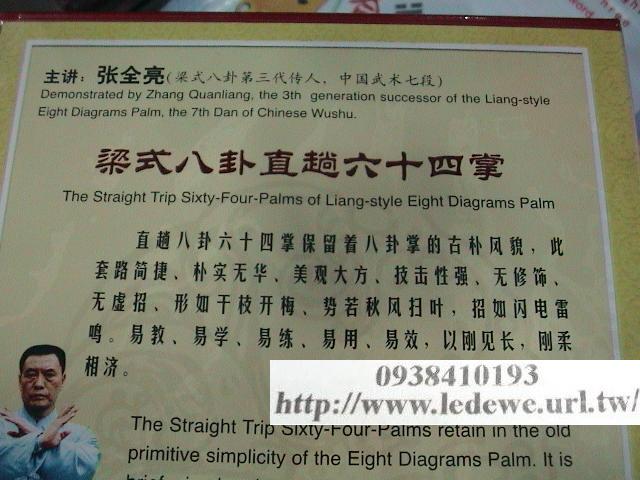 主讲：张全亮(梁式八卦第三代传人，中国武术七段)
Demonstrated by Zhang Quanliang, the 3th generation successor of the Liang-style
Eight Diagrams Palm, the 7th Dan of Chinese Wushu.
梁式八卦直趟六十四掌
The Straight Trip Sixty-Four-Palms of Liang-style Eight Diagrams Palm
直趟八卦六十四掌保留着八卦掌的古朴风貌，此
套路简捷、朴实无华、美观大方、技击性强、无修饰、
无虚招、形如干枝开梅、势若秋风扫叶，招如闪电雷
鸣。易教、易学、易练、易用、易效，以刚见长，刚柔
相济。
0938410193
http://www.ledewe.url.tw/
The Straight Trip Sixty-Four-Palms retain in the old
primitive simplicity of the Eight Diagrams Palm. It is